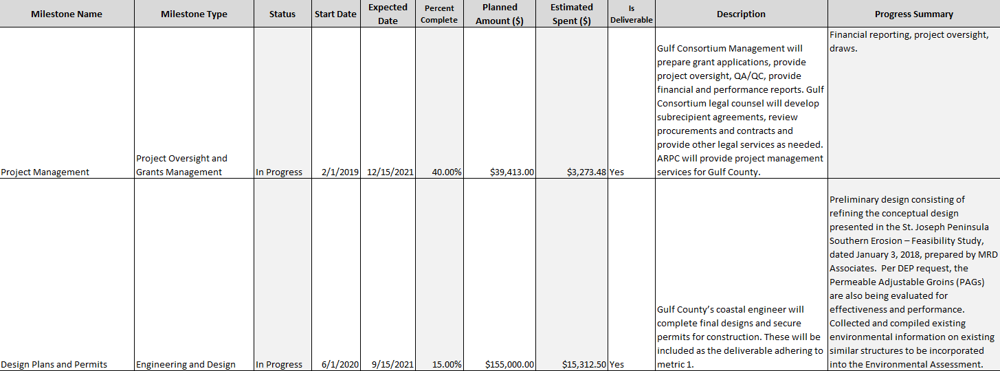 Milestone Name
Milestone Type
Status
Start Date
Expected
Date
Percent
Complete
Planned
Amount ($)
Estimated
Spent ($)
Is
Deliverable
Description
Progress Summary
Project Management
Project Oversight and
Grants Management
In Progress
2/1/2019
12/15/2021
40.00%
$39,413.00
$3,273.48
Yes
Gulf Consortium Management will
prepare grant applications, provide
project oversight, QA/QC, provide
financial and performance reports. Gulf
Consortium legal counsel will develop
subrecipient agreements, review
procurements and contracts and
provide other legal services as needed.
ARPC will provide project management
services for Gulf County.
Financial reporting, project oversight,
draws.
Design Plans and Permits
Engineering and Design
In Progress
6/1/2020
9/15/2021
15.00%
$155,000.00
$15,312.50
Yes
Gulf County’s coastal engineer will
complete final designs and secure
permits for construction. These will be
included as the deliverable adhering to
metric 1.
Preliminary design consisting of
refining the conceptual design
presented in the St. Joseph Peninsula
Southern Erosion – Feasibility Study,
dated January 3, 2018, prepared by MRD
Associates.  Per DEP request, the
Permeable Adjustable Groins (PAGs)
are also being evaluated for
effectiveness and performance.
Collected and compiled existing
environmental information on existing
similar structures to be incorporated
into the Environmental Assessment.